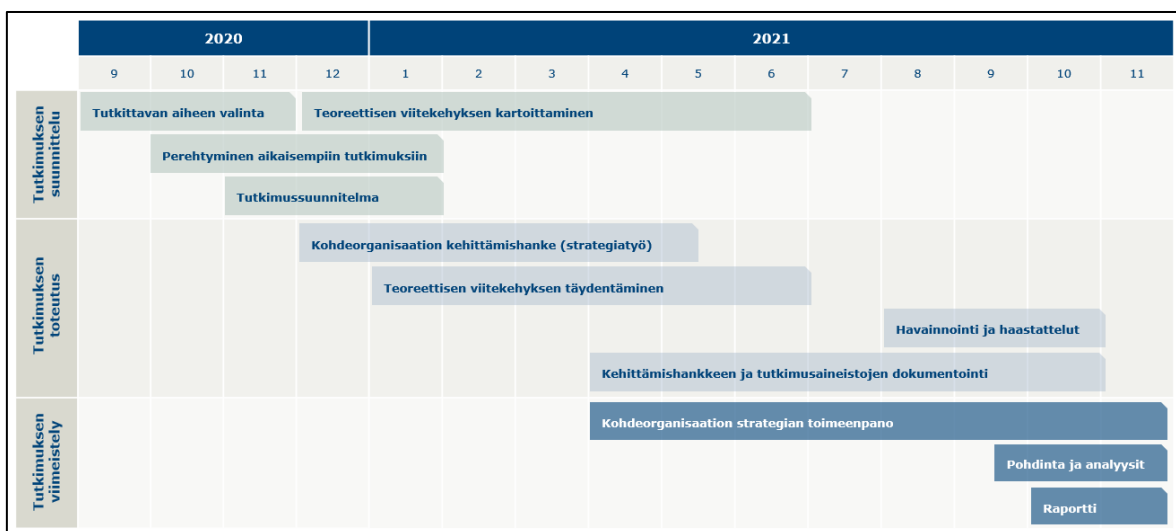 2020 2021
9 10 11 12 1 2 3 4 5 6 7 8 9 10 11
Tutkimuksen
suunnittelu
Tutkittavan aiheen valinta Teoreettisen viitekehyksen kartoittaminen
Perehtyminen aikaisempiin tutkimuksiin
Tutkimussuunnitelma
Tutkimuksen
toteutus
Kohdeorganisaation kehittämishanke (strategiatyö)
Teoreettisen viitekehyksen täydentäminen
Havainnointi ja haastattelut
Kehittämishankkeen ja tutkimusaineistojen dokumentointi
Tutkimuksen
viimeistely
Kohdeorganisaation strategian toimeenpano
Pohdinta ja analyysit
Raportti